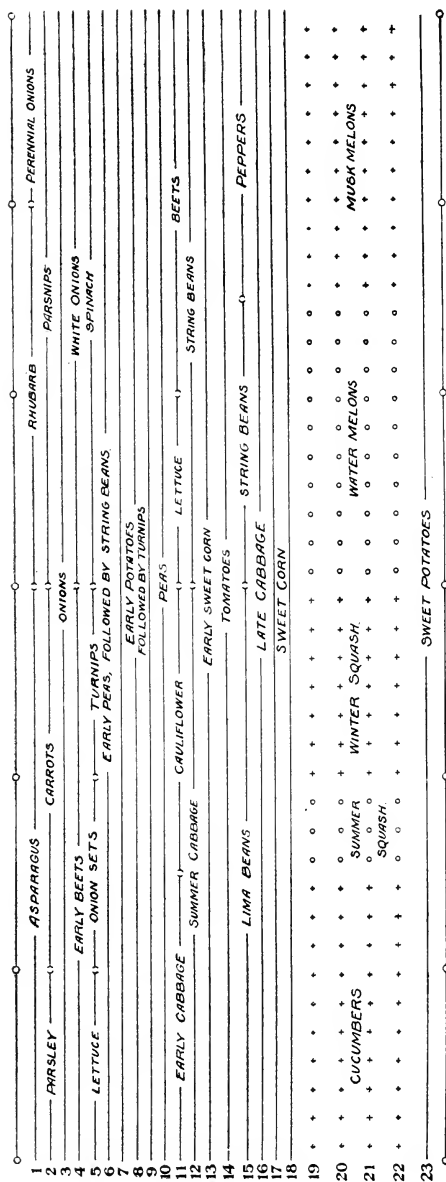 1 ASPARAGUS RHUBARB PERENNIAL ONIONS
2 PARSLEY CARROTS PARSNIPS
3 ONIONS
4 EARLY BEETS WHITE ONIONS
5 LETTUCE ONION SETS TURNIPS SPINACH
6 EARLY PEAS, FOLLOWED BY STRING BEANS.
7
8 EARLY POTATOES
9 FOLLOWED BY TURNIPS
10 PEAS
11 EARLY CABBAGE CAULIFLOWER LETTUCE BEETS
12 SUMMER CABBAGE STRING BEANS
13 EARLY SWEET CORN
14 TOMATOES
15 LIMA BEANS STRING BEANS PEPPERS
16 LATE CABBAGE
17 SWEET CORN
18
19
20
CUCUMBERS SUMMER WINTER SQUASH. WATER MELONS MUSK MELONS
21
SQUASH.
22
23 SWEET POTATOES